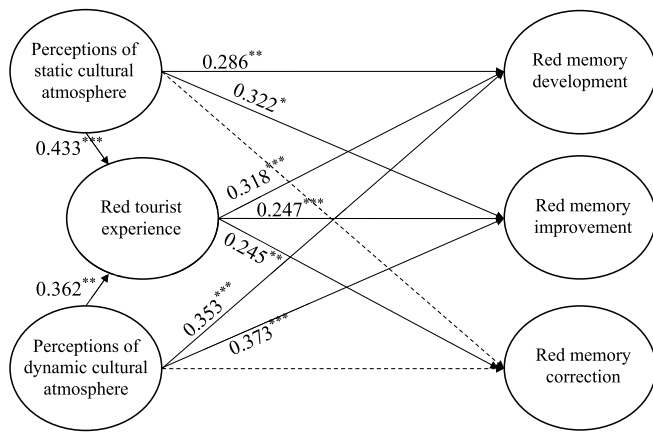 Perceptions of
static cultural
atmosphere
0.286**
Red memory
development
0.322*
0.433***
0.318***
Red tourist
experience
0.247***
Red memory
improvement
0.245**
0.362**
0.353***
0.373***
Perceptions of
dynamic cultural
atmosphere
Red memory
correction